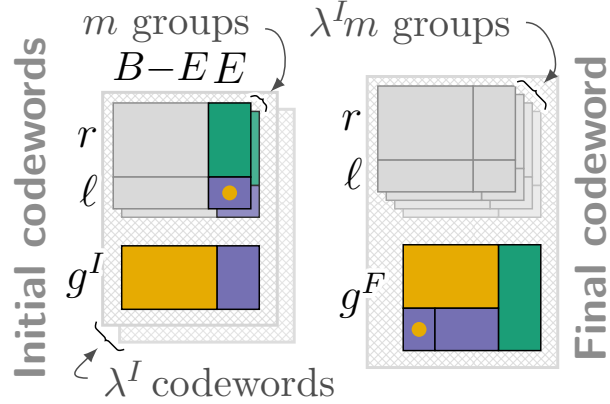 m groups
B−E E
r
ℓ
g^I
λ^I codewords
Initial codewords
λ^I m groups
r
ℓ
g^F
Final codeword